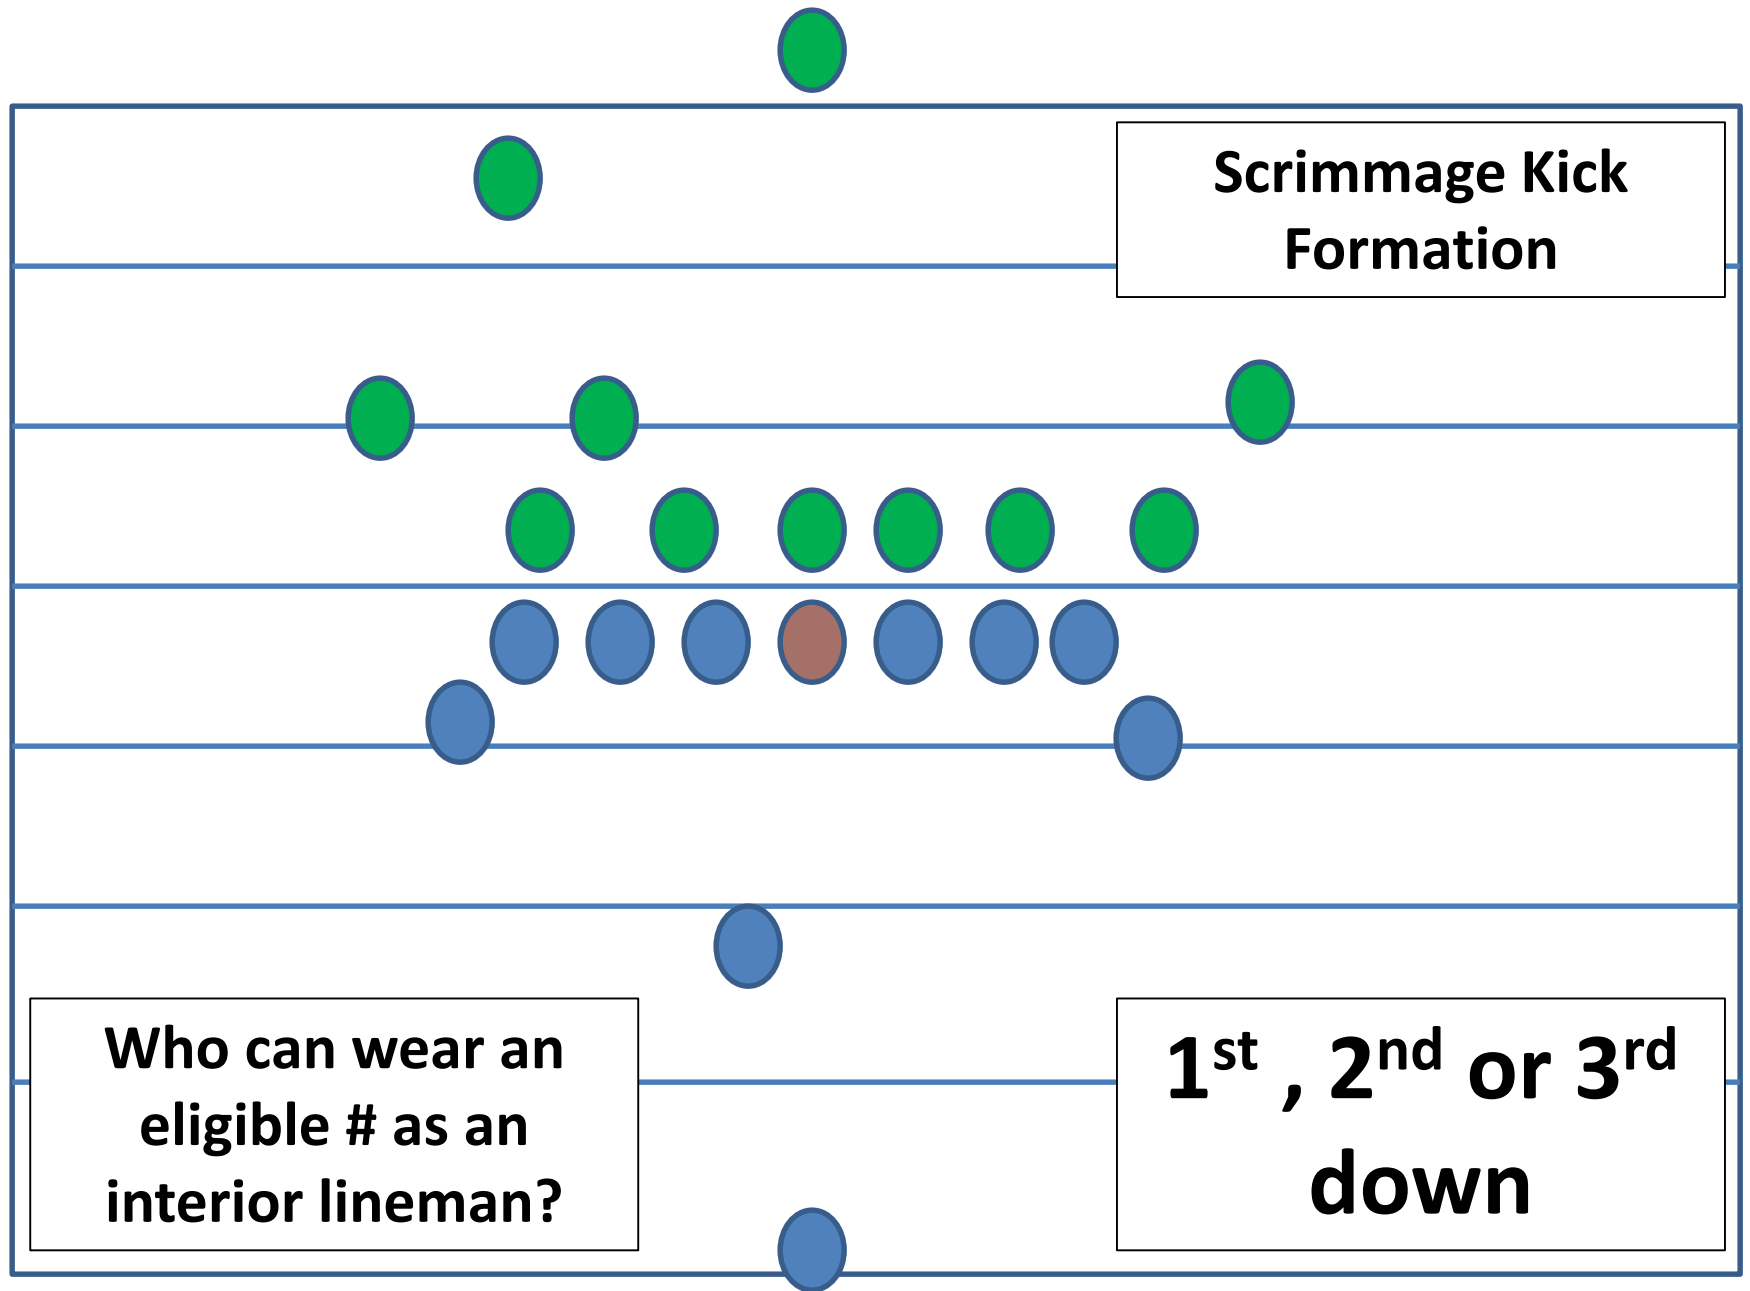 Scrimmage Kick
Formation
Who can wear an
eligible # as an
interior lineman?
1st , 2nd or 3rd
down